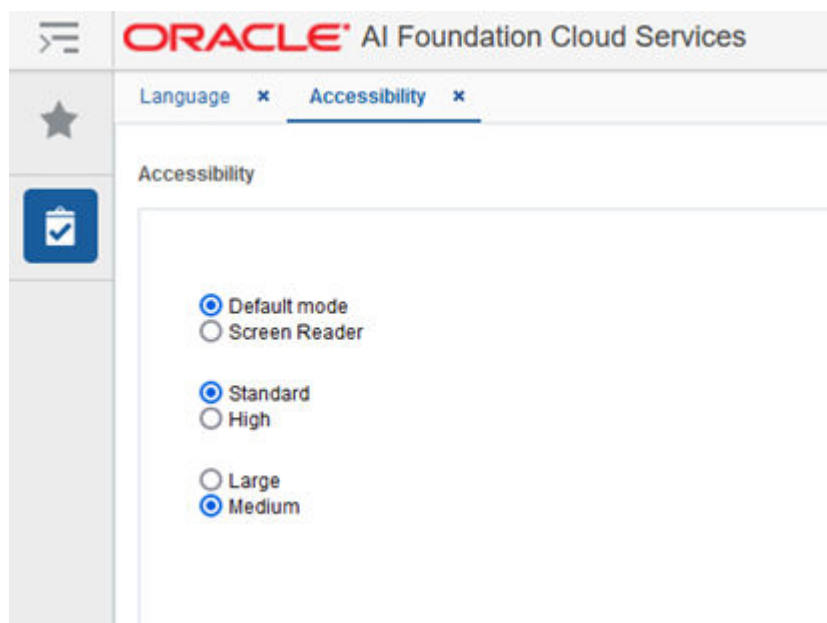 ORACLE AI Foundation Cloud Services
Language × Accessibility ×
Accessibility
Default mode
Screen Reader
Standard
High
Large
Medium